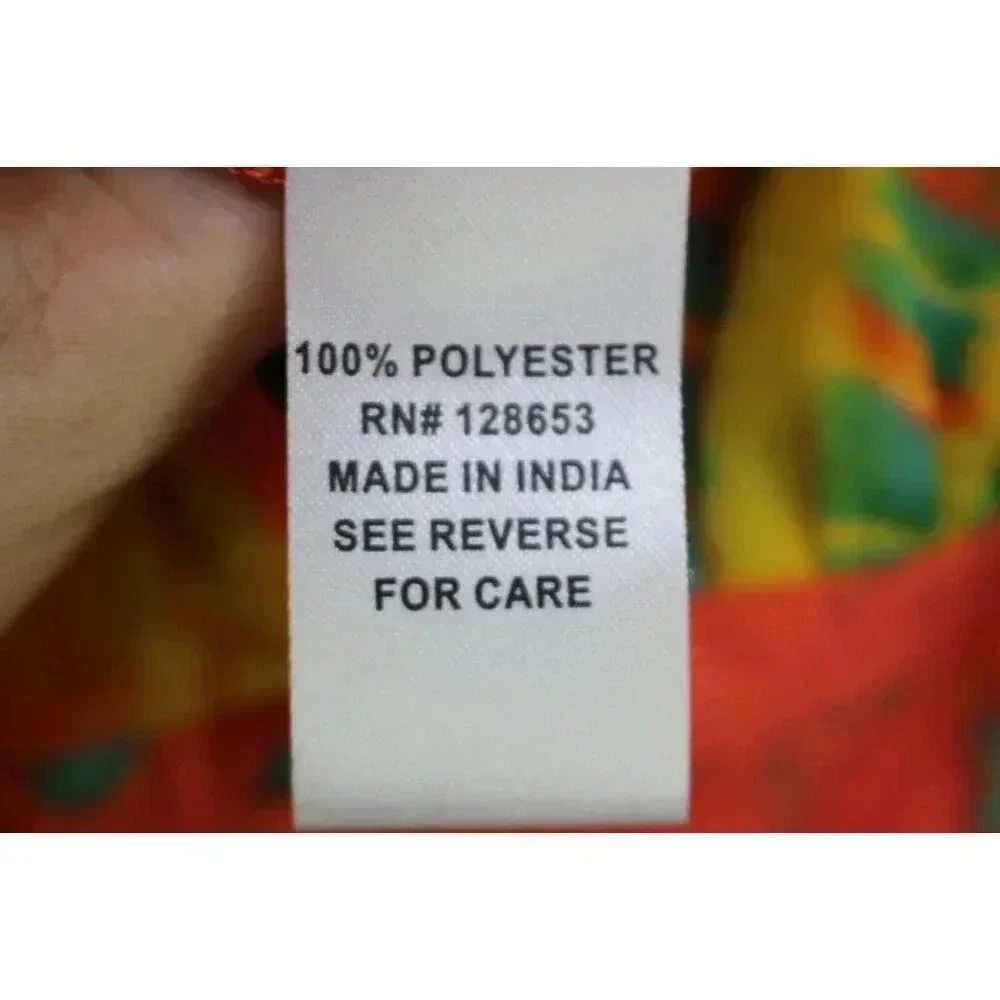 100% POLYESTER
RN# 128653
MADE IN INDIA
SEE REVERSE
FOR CARE